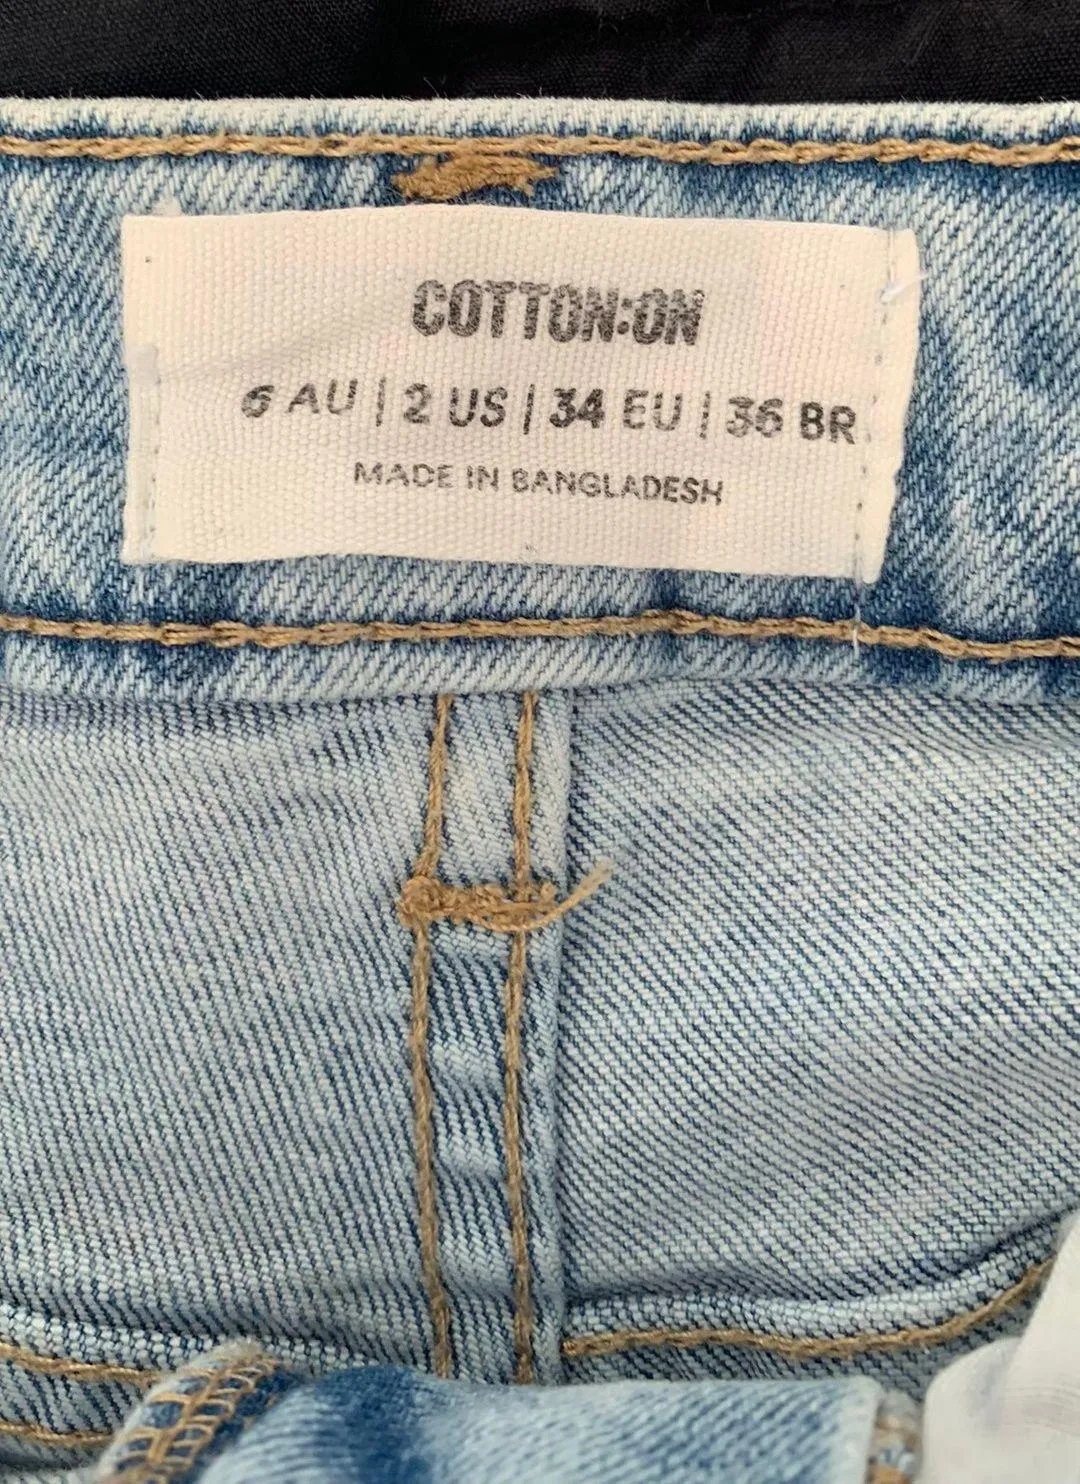 COTTON:ON
6 AU | 2 US | 34 EU | 36 BR
MADE IN BANGLADESH